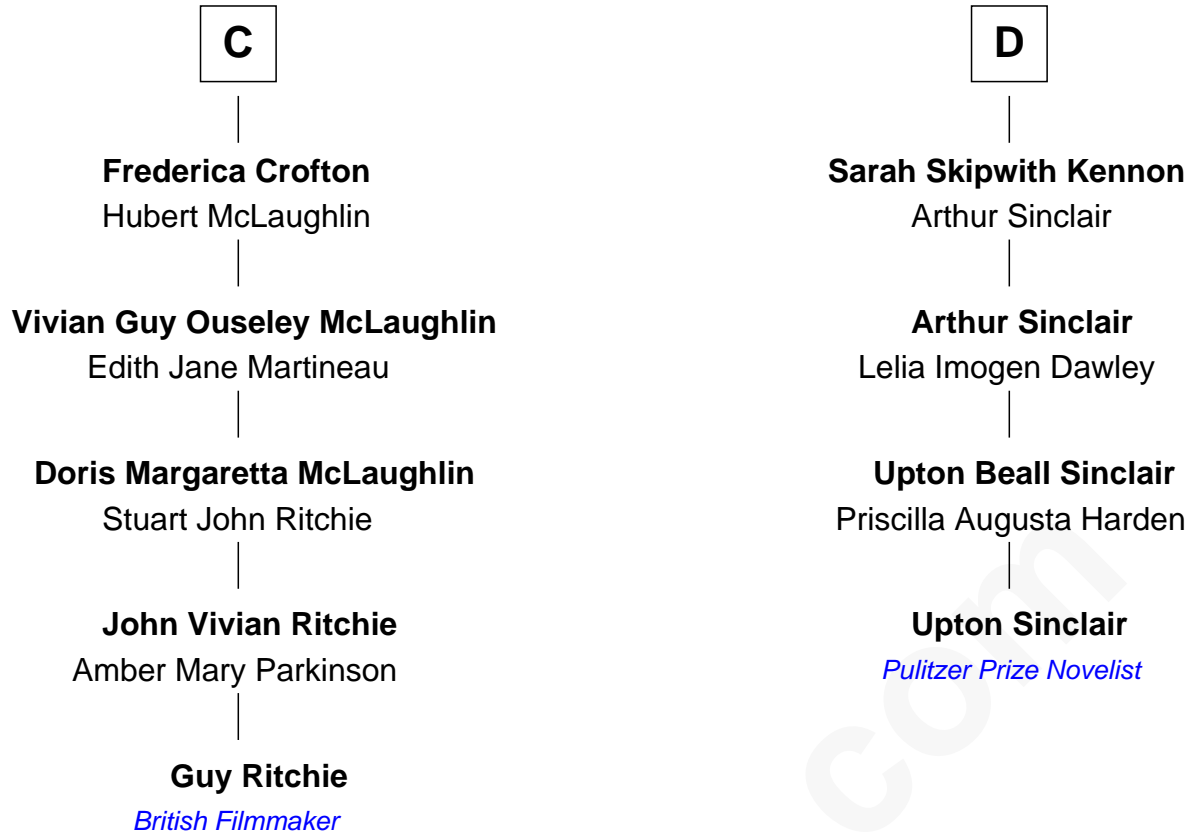 C
Frederica Crofton
Hubert McLaughlin
Vivian Guy Ouseley McLaughlin
Edith Jane Martineau
Doris Margaretta McLaughlin
Stuart John Ritchie
John Vivian Ritchie
Amber Mary Parkinson
Guy Ritchie
British Filmmaker
D
Sarah Skipwith Kennon
Arthur Sinclair
Arthur Sinclair
Lelia Imogen Dawley
Upton Beall Sinclair
Priscilla Augusta Harden
Upton Sinclair
Pulitzer Prize Novelist
com